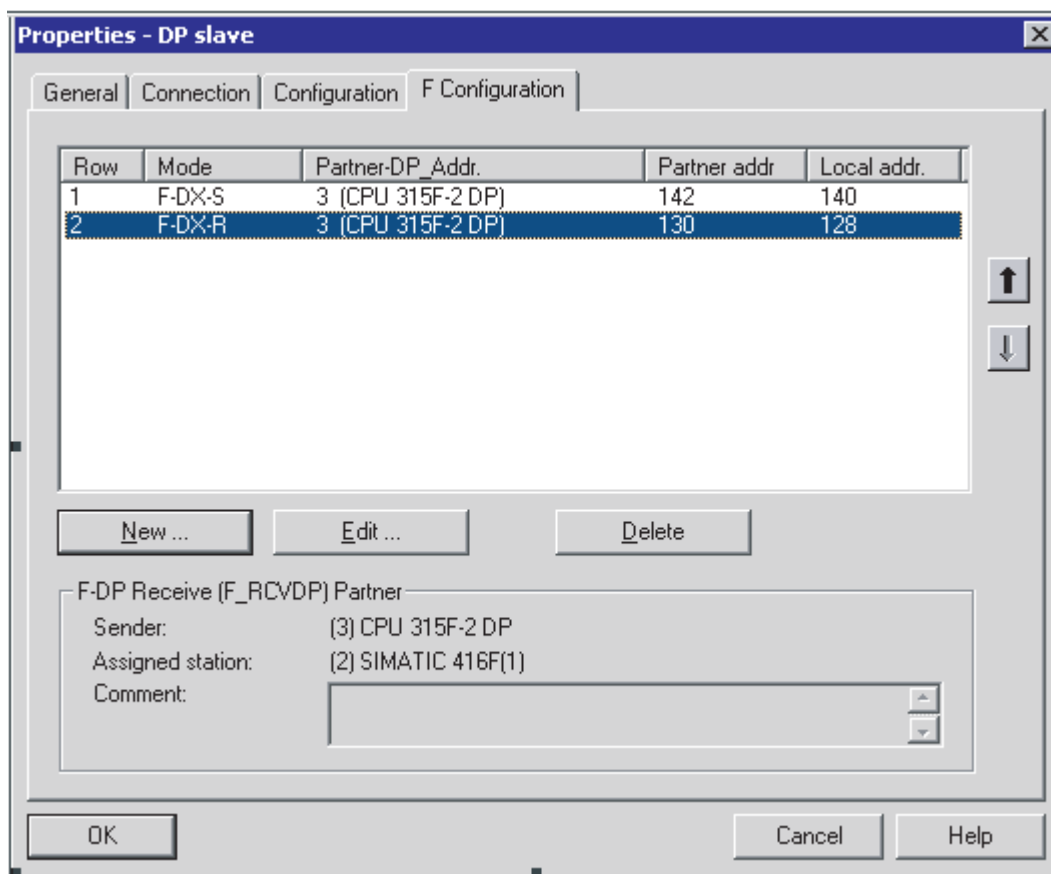 Properties - DP slave
General Connection Configuration F Configuration
Row Mode Partner-DP_Addr. Partner addr Local addr.
1 F-DX-S 3 (CPU 315F-2 DP) 142 140
2 F-DX-R 3 (CPU 315F-2 DP) 130 128
New ... Edit ... Delete
F-DP Receive (F_RCVDP) Partner
Sender: (3) CPU 315F-2 DP
Assigned station: (2) SIMATIC 416F(1)
Comment:
OK Cancel Help